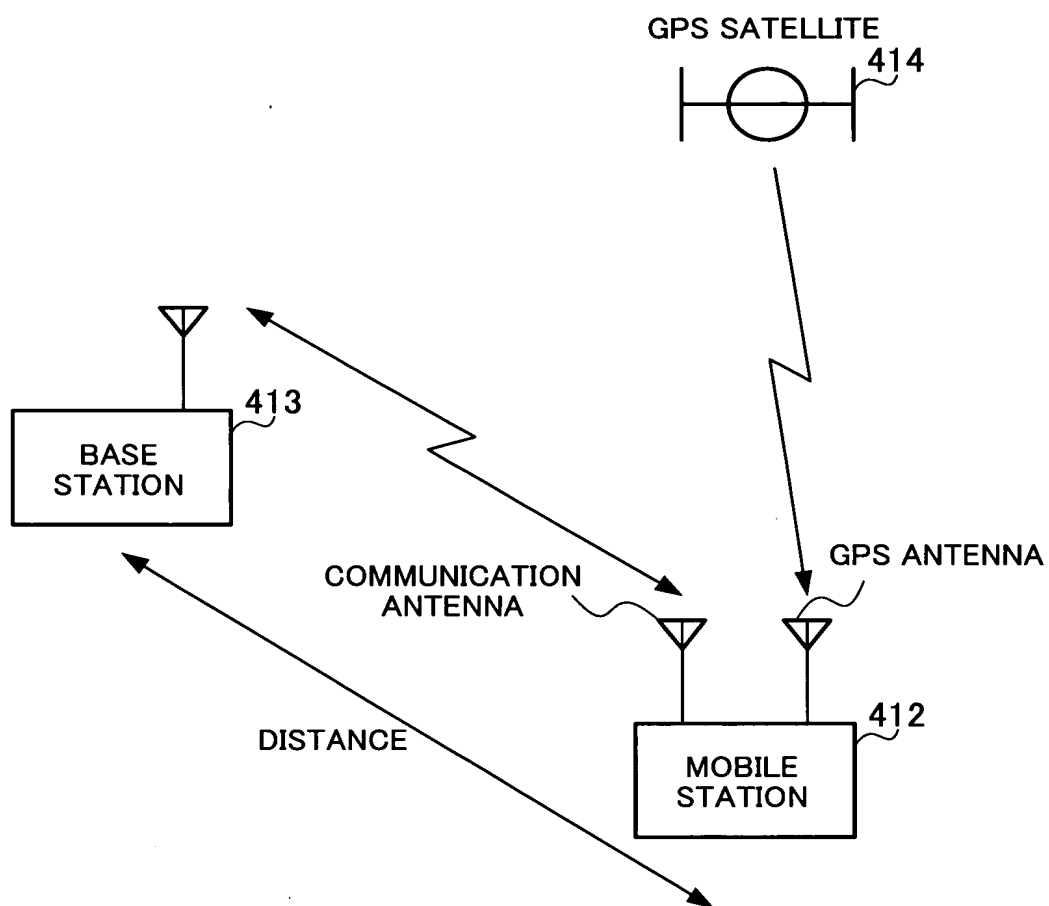 GPS SATELLITE
414
413
BASE
STATION
COMMUNICATION
ANTENNA
GPS ANTENNA
DISTANCE
412
MOBILE
STATION